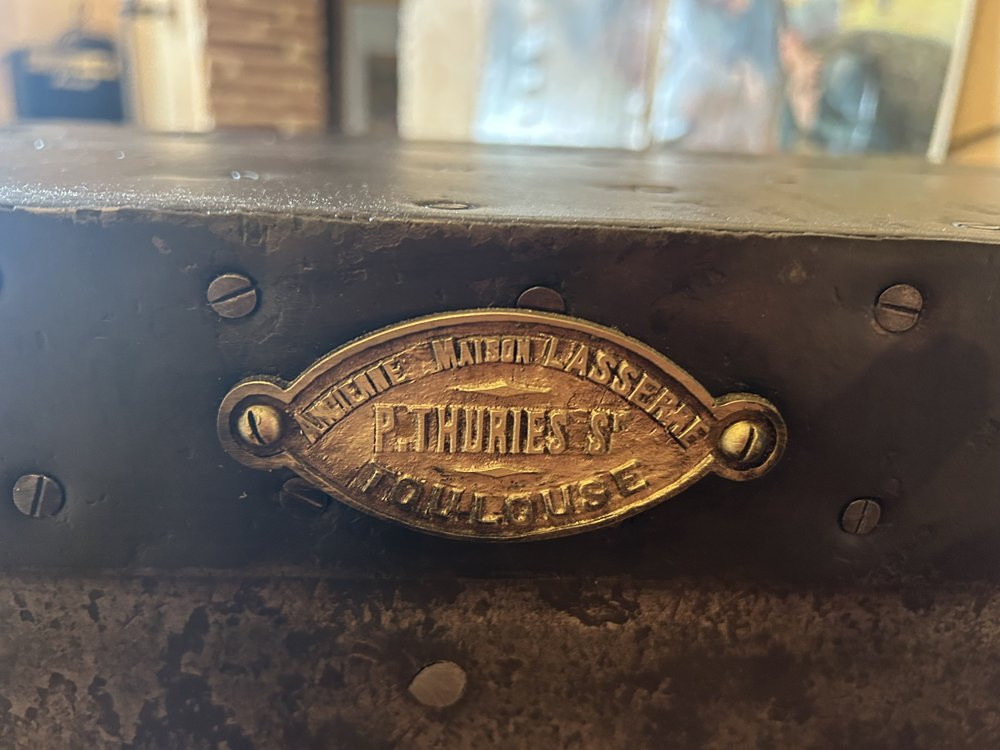 ANCIENNE MAISON LASSERRE
P. THURIES SR
TOULOUSE